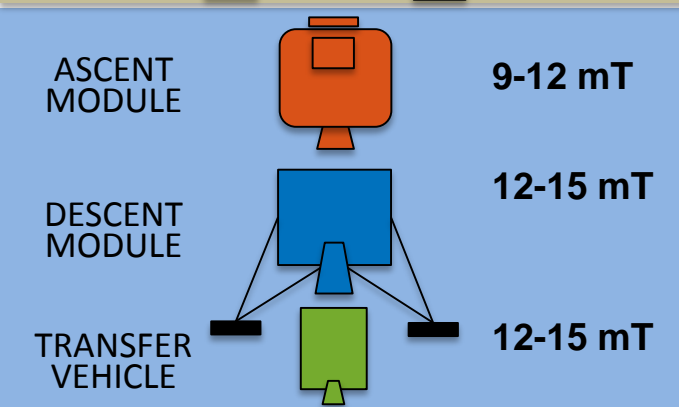 ASCENT
MODULE
9-12 mT
DESCENT
MODULE
12-15 mT
TRANSFER
VEHICLE
12-15 mT